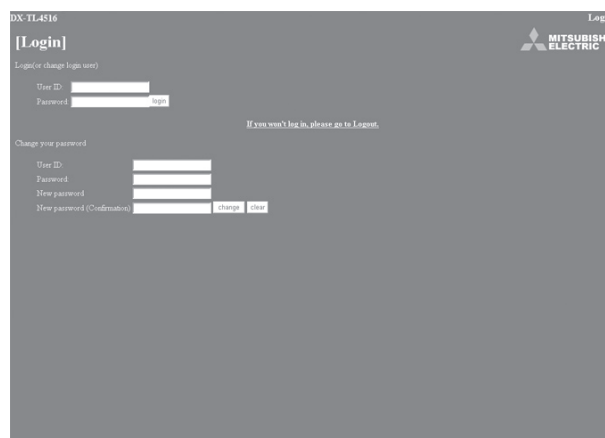 DX-TL4516 Log
[Login]
MITSUBISH
ELECTRIC
Login(or change login user)
User ID:
Password: login
If you won't log in, please go to Logout.
Change your password
User ID:
Password:
New password
New password (Confirmation) change clear